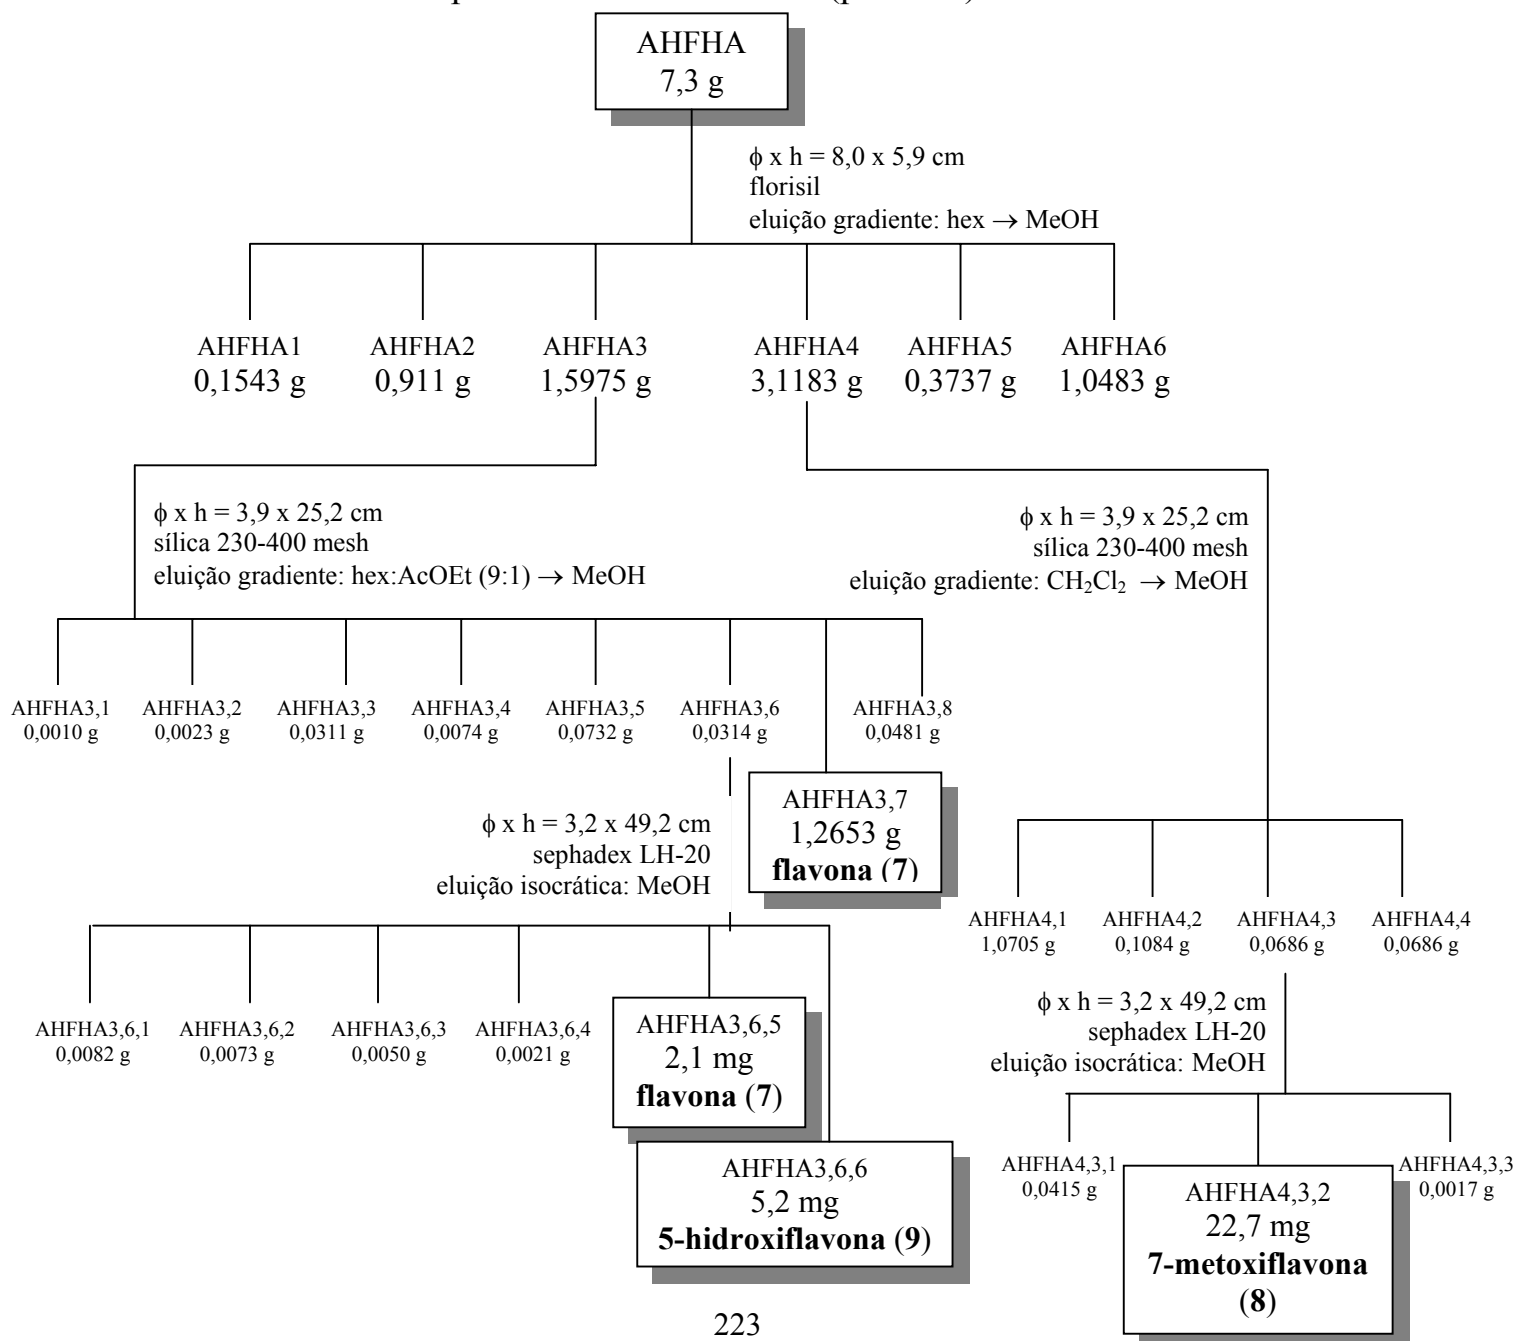 AHFHA
7,3 g
ϕ x h = 8,0 x 5,9 cm
florisil
eluição gradiente: hex → MeOH
AHFHA1
0,1543 g
AHFHA2
0,911 g
AHFHA3
1,5975 g
AHFHA4
3,1183 g
AHFHA5
0,3737 g
AHFHA6
1,0483 g
ϕ x h = 3,9 x 25,2 cm
sílica 230-400 mesh
eluição gradiente: hex:AcOEt (9:1) → MeOH
ϕ x h = 3,9 x 25,2 cm
sílica 230-400 mesh
eluição gradiente: CH₂Cl₂ → MeOH
AHFHA3,1
0,0010 g
AHFHA3,2
0,0023 g
AHFHA3,3
0,0311 g
AHFHA3,4
0,0074 g
AHFHA3,5
0,0732 g
AHFHA3,6
0,0314 g
AHFHA3,8
0,0481 g
AHFHA3,7
1,2653 g
flavona (7)
ϕ x h = 3,2 x 49,2 cm
sephadex LH-20
eluição isocrática: MeOH
AHFHA4,1
1,0705 g
AHFHA4,2
0,1084 g
AHFHA4,3
0,0686 g
AHFHA4,4
0,0686 g
ϕ x h = 3,2 x 49,2 cm
sephadex LH-20
eluição isocrática: MeOH
AHFHA3,6,1
0,0082 g
AHFHA3,6,2
0,0073 g
AHFHA3,6,3
0,0050 g
AHFHA3,6,4
0,0021 g
AHFHA3,6,5
2,1 mg
flavona (7)
AHFHA3,6,6
5,2 mg
5-hidroxiflavona (9)
AHFHA4,3,1
0,0415 g
AHFHA4,3,2
22,7 mg
7-metoxiflavona
(8)
AHFHA4,3,3
0,0017 g
223